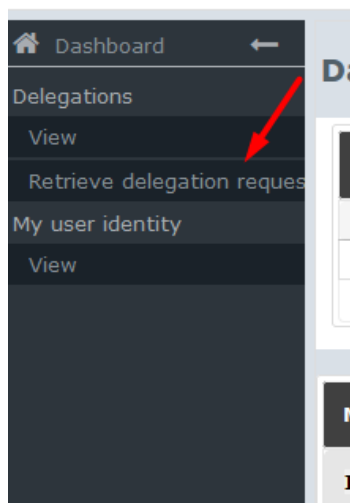 Dashboard
Da
Delegations
View
Retrieve delegation reques
My user identity
View